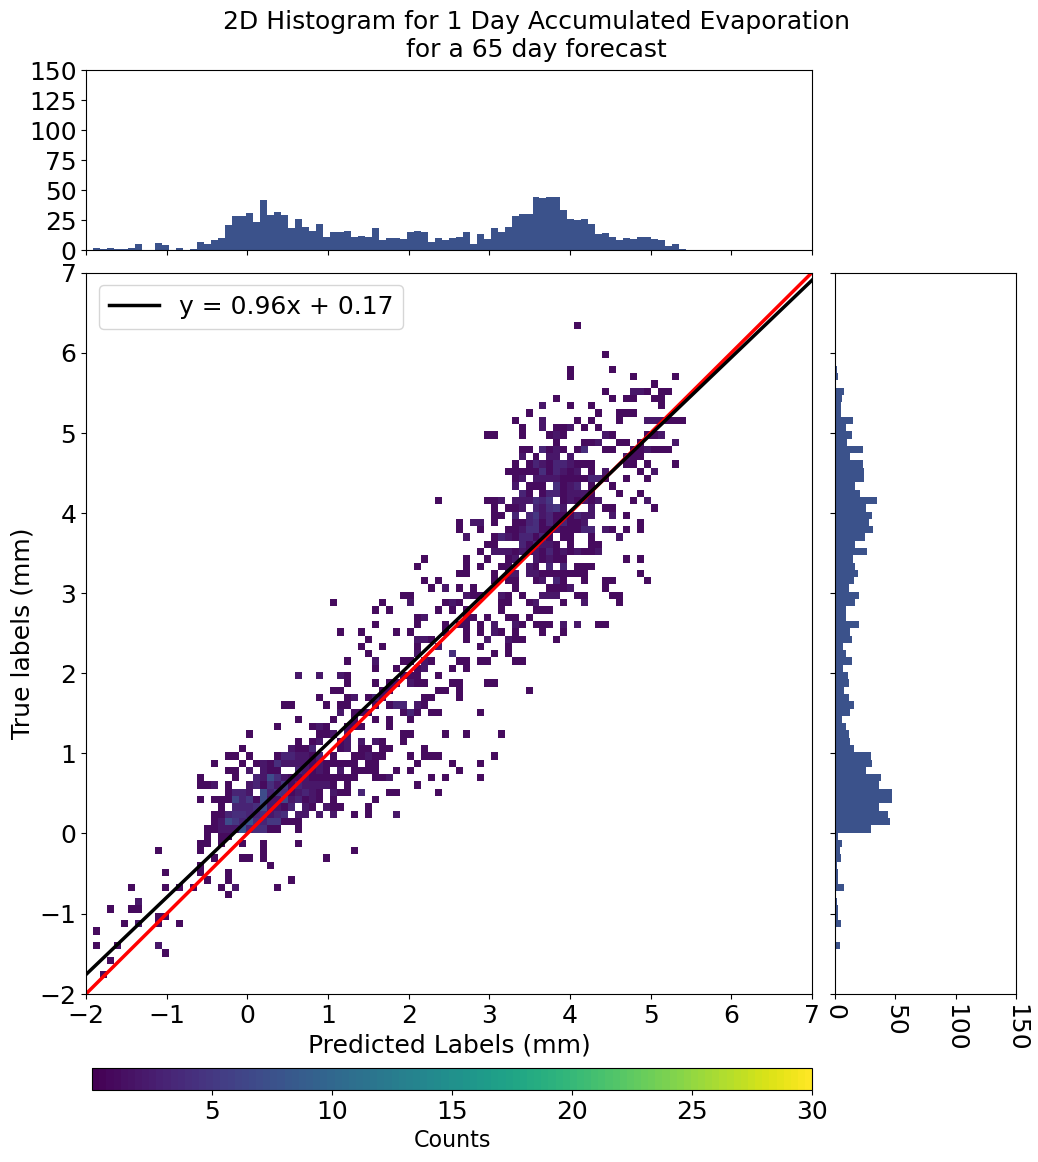 2D Histogram for 1 Day Accumulated Evaporation
for a 65 day forecast
150
125
100
75
50
25
0
7
6
5
4
3
2
1
0
−1
−2
True labels (mm)
y = 0.96x + 0.17
−2 −1 0 1 2 3 4 5 6 7
Predicted Labels (mm)
0 50 100 150
5 10 15 20 25 30
Counts